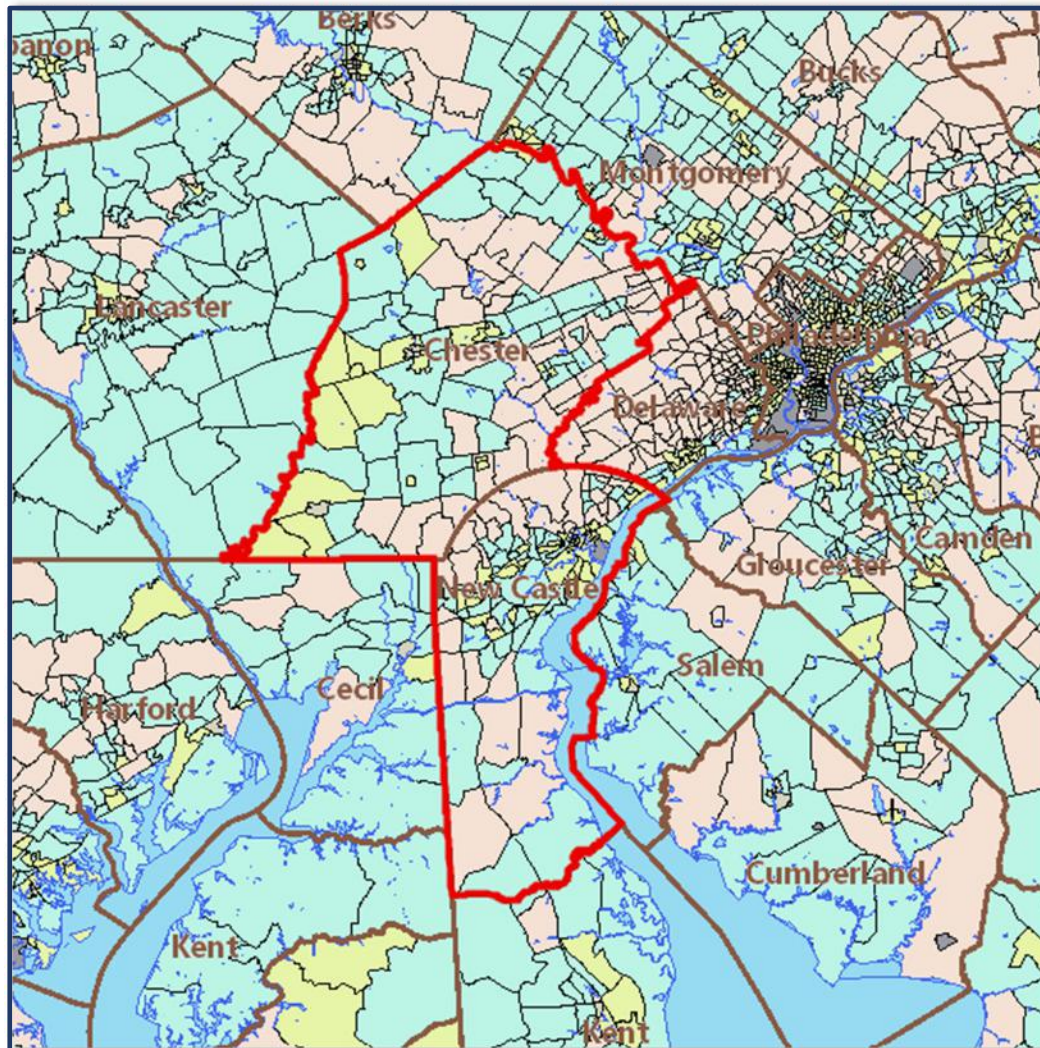 Berks
banon
Bucks
Montgomery
Lancaster
Philadelphia
Chester
Delaware
Camden
Gloucester
New Castle
Salem
Cecil
Harford
Cumberland
Kent
Kent